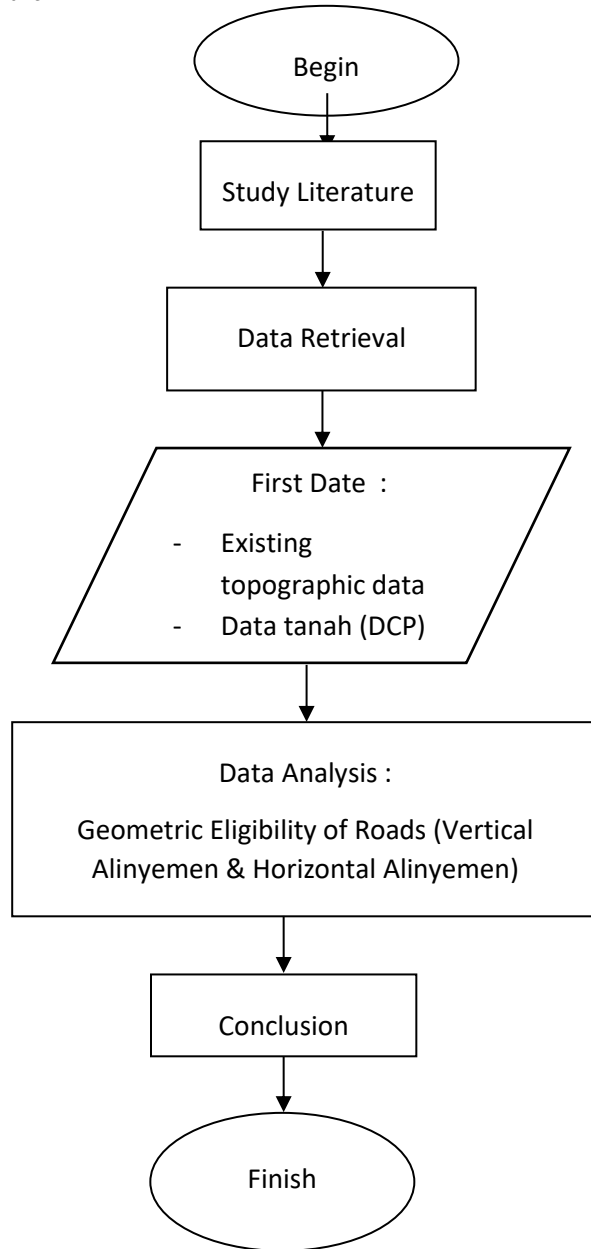 Begin
Study Literature
Data Retrieval
First Date :
- Existing
topographic data
- Data tanah (DCP)
Data Analysis :
Geometric Eligibility of Roads (Vertical
Alinyemen & Horizontal Alinyemen)
Conclusion
Finish